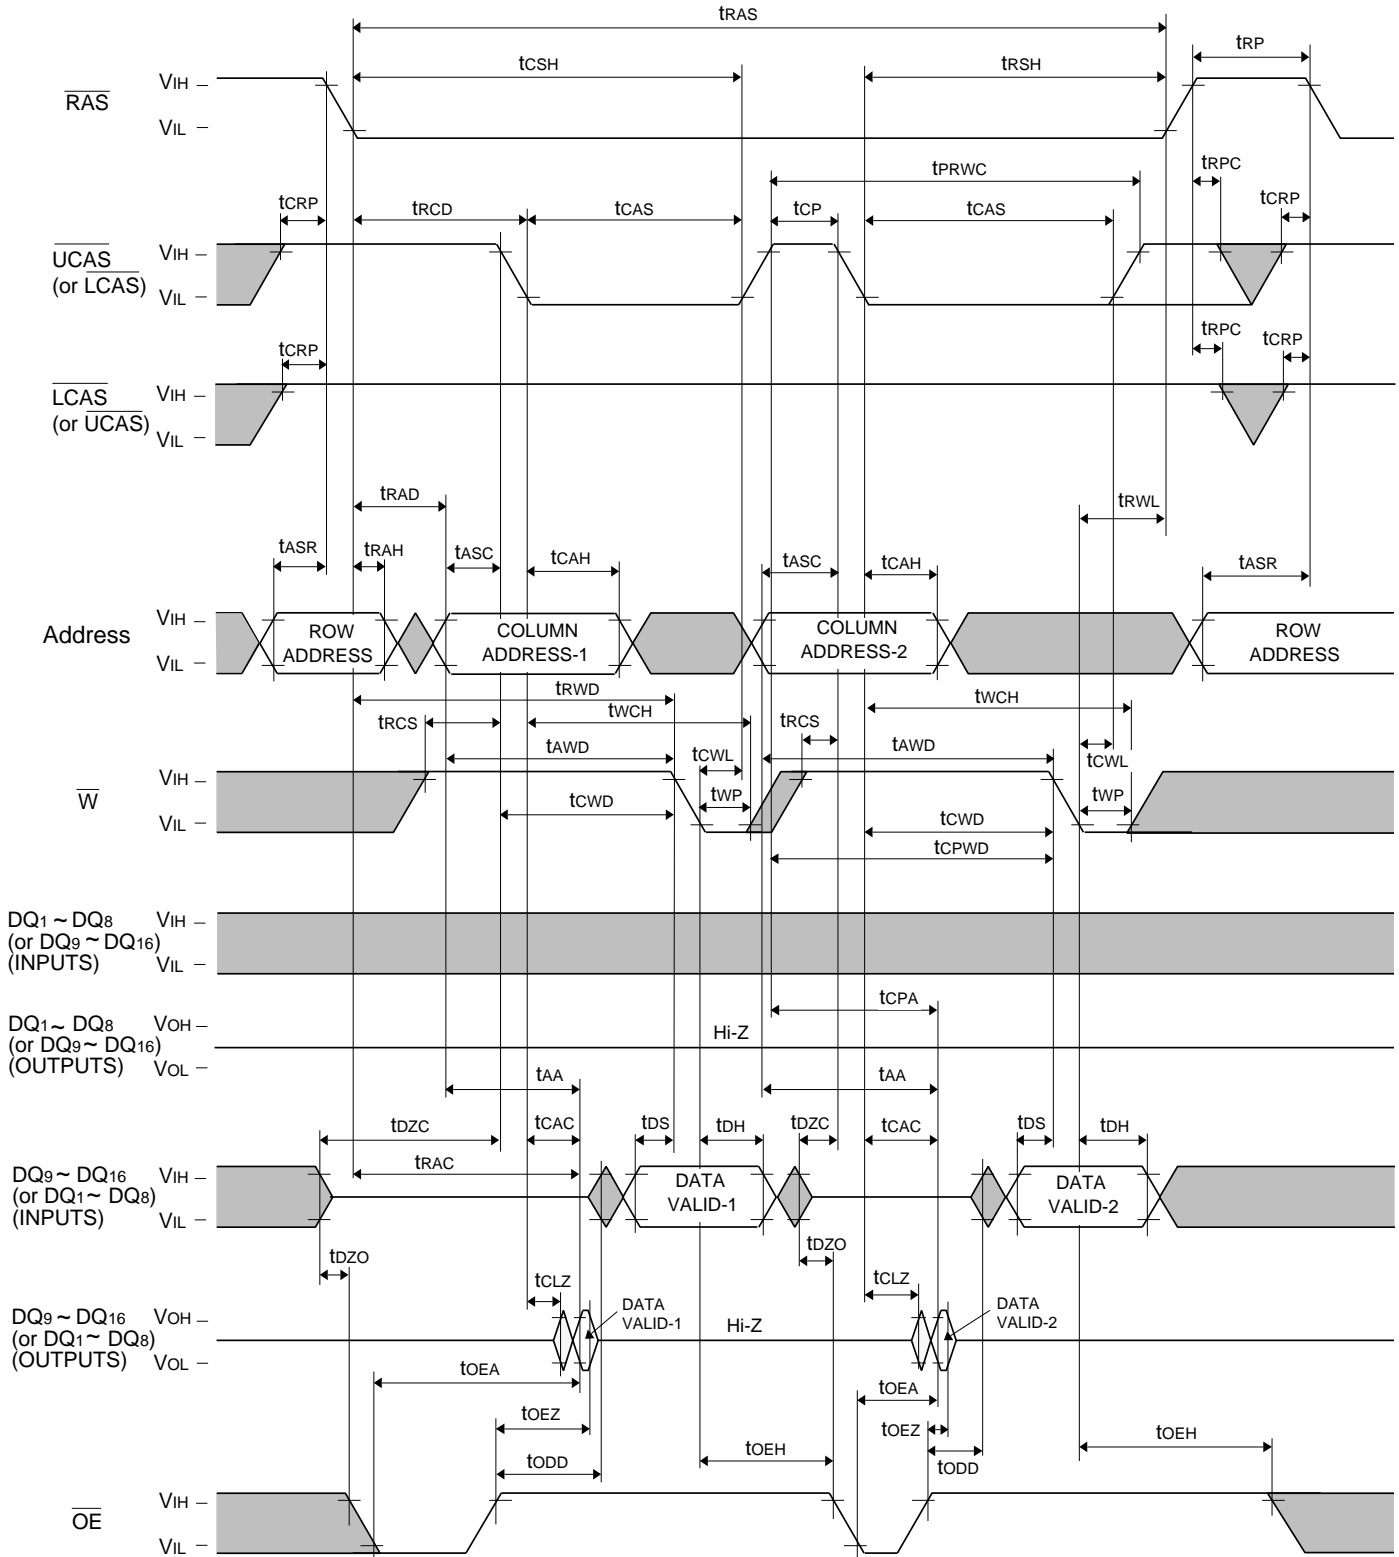 tRAS
tRP
tCSH
tRSH
RAS
VIH
VIL
tPRWC
tRPC
tCRP
tRCD
tCAS
tCP
tCAS
tCRP
UCAS
(or LCAS)
VIH
VIL
tCRP
tRPC
tCRP
LCAS
(or UCAS)
VIH
VIL
tRAD
tRWL
tASR
tRAH
tASC
tCAH
tASC
tCAH
tASR
Address
VIH
VIL
ROW
ADDRESS
COLUMN
ADDRESS-1
COLUMN
ADDRESS-2
ROW
ADDRESS
tRWD
tWCH
tRCS
tWCH
tRCS
tAWD
tCWL
tAWD
tCWL
W
VIH
VIL
tWP
tCWD
tWP
tCWD
tCPWD
DQ1 ~ DQ8
(or DQ9 ~ DQ16)
(INPUTS)
VIH
VIL
tCPA
DQ1 ~ DQ8
(or DQ9 ~ DQ16)
(OUTPUTS)
VOH
VOL
Hi-Z
tAA
tAA
tDZC
tCAC
tDS
tDH
tDZC
tCAC
tDS
tDH
tRAC
DQ9 ~ DQ16
(or DQ1 ~ DQ8)
(INPUTS)
VIH
VIL
DATA
VALID-1
DATA
VALID-2
tDZO
tDZO
tCLZ
tCLZ
DQ9 ~ DQ16
(or DQ1 ~ DQ8)
(OUTPUTS)
VOH
VOL
DATA
VALID-1
Hi-Z
DATA
VALID-2
tOEA
tOEA
tOEZ
tOEZ
tODD
tOEH
tODD
tOEH
OE
VIH
VIL